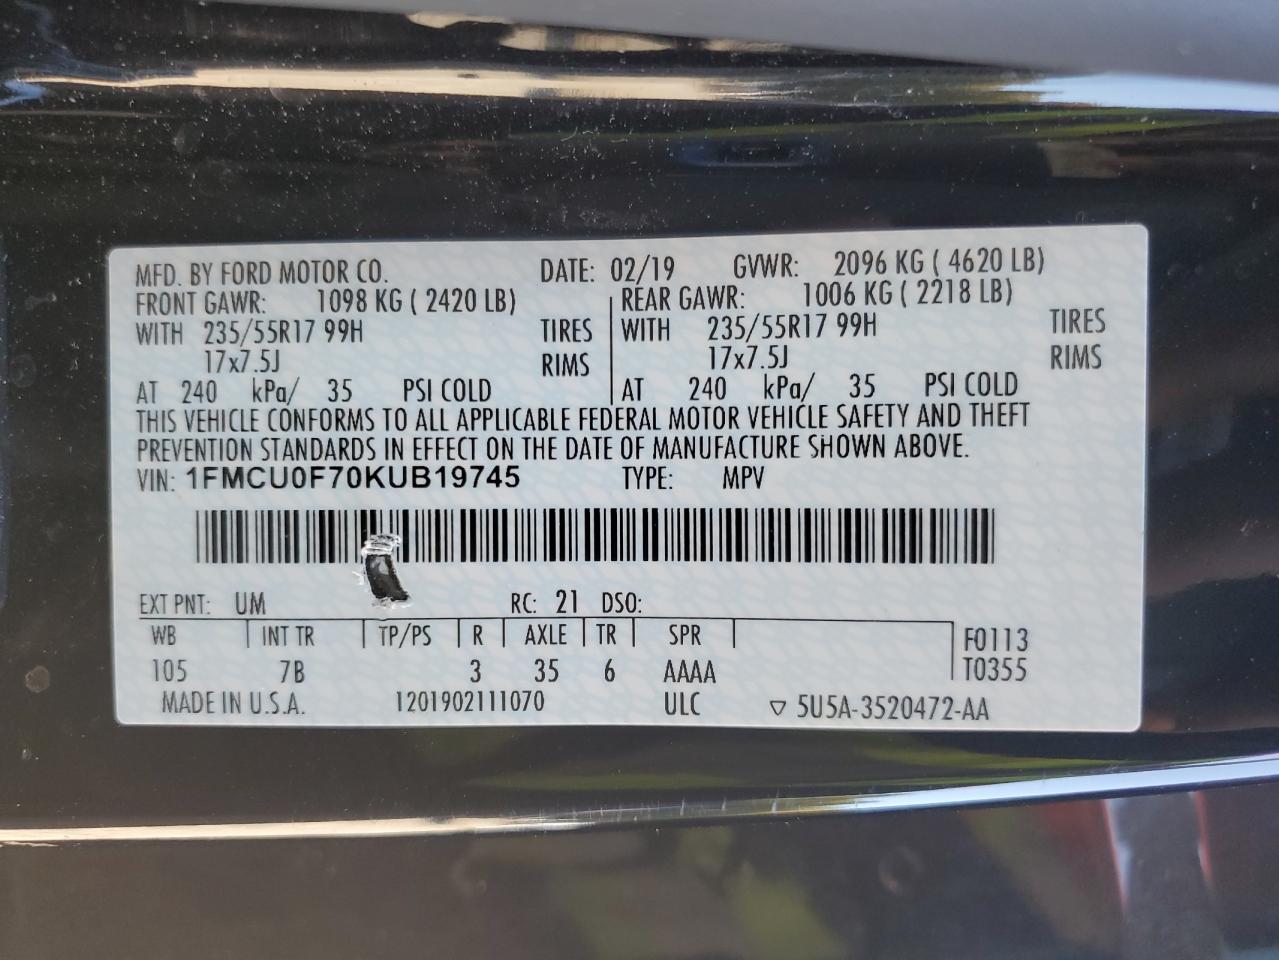 MFD. BY FORD MOTOR CO. DATE: 02/19 GVWR: 2096 KG ( 4620 LB)
FRONT GAWR: 1098 KG ( 2420 LB) REAR GAWR: 1006 KG ( 2218 LB)
WITH 235/55R17 99H TIRES WITH 235/55R17 99H TIRES
17x7.5J RIMS 17x7.5J RIMS
AT 240 kPa/ 35 PSI COLD AT 240 kPa/ 35 PSI COLD
THIS VEHICLE CONFORMS TO ALL APPLICABLE FEDERAL MOTOR VEHICLE SAFETY AND THEFT
PREVENTION STANDARDS IN EFFECT ON THE DATE OF MANUFACTURE SHOWN ABOVE.
VIN: 1FMCU0F70KUB19745 TYPE: MPV
EXT PNT: UM RC: 21 DSO:
WB INT TR TP/PS R AXLE TR SPR F0113
105 7B 3 35 6 AAAA T0355
MADE IN U.S.A. 1201902111070 ULC ▽ 5U5A-3520472-AA